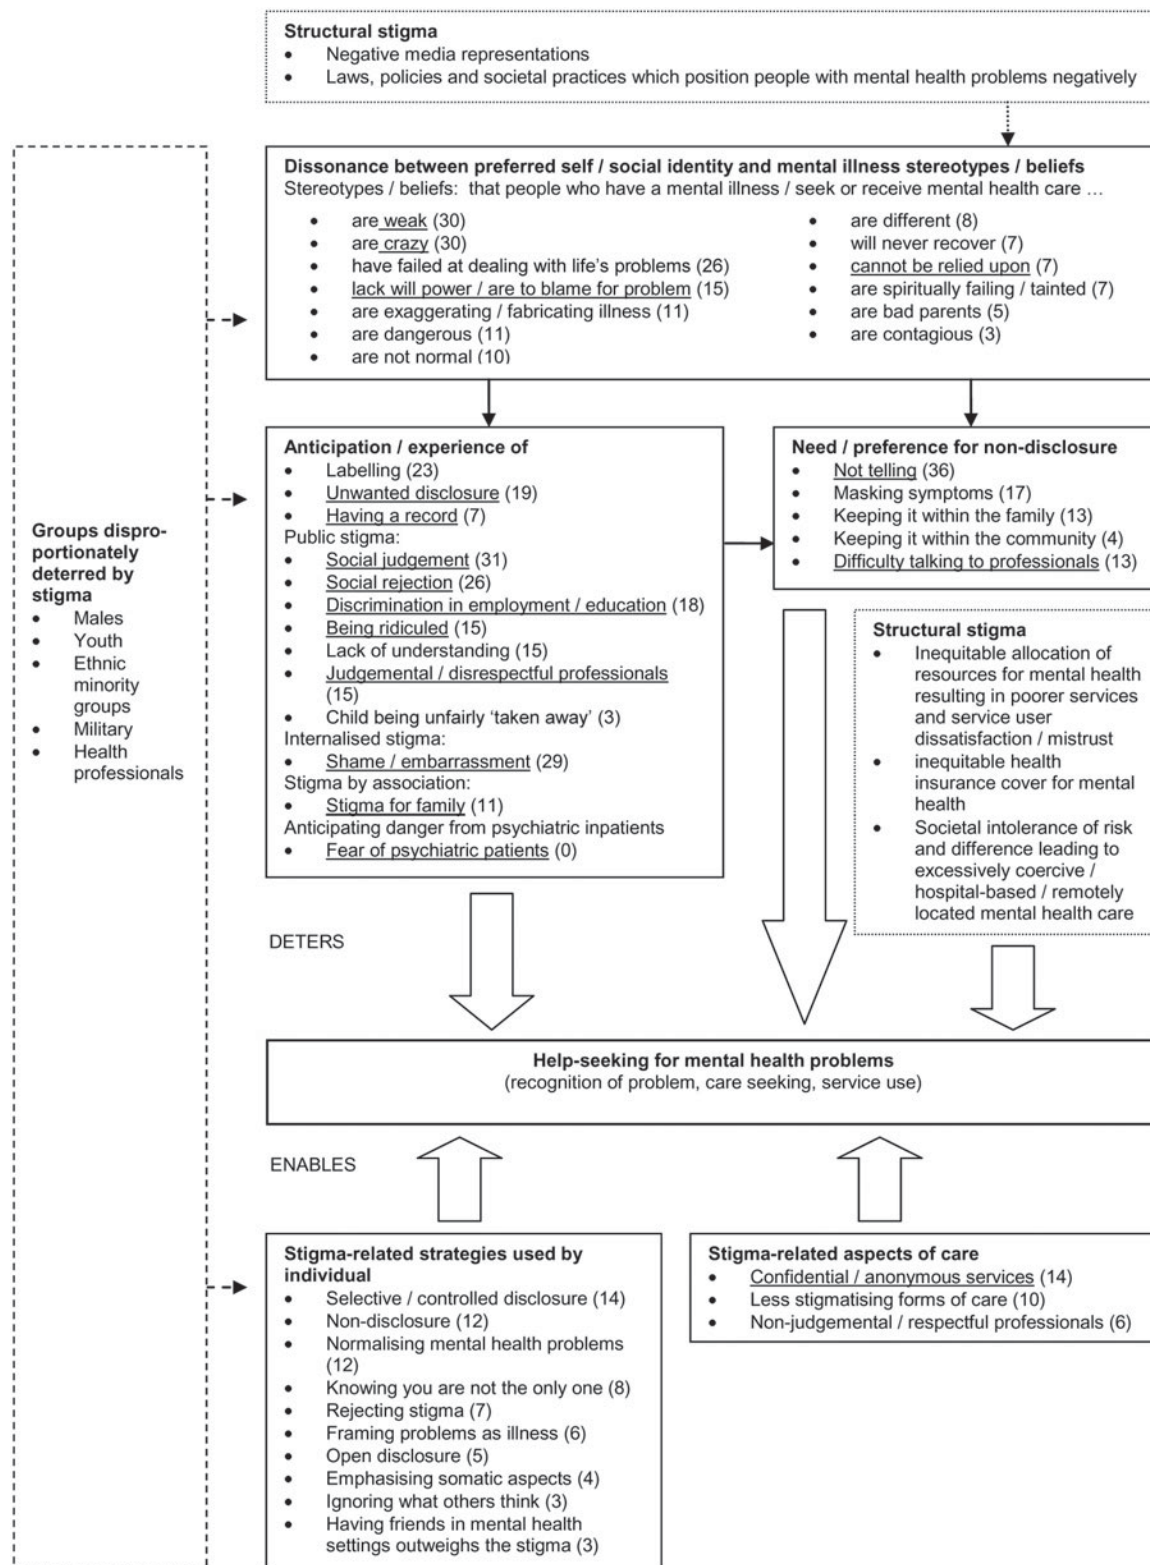 Structural stigma
• Negative media representations
• Laws, policies and societal practices which position people with mental health problems negatively
Dissonance between preferred self / social identity and mental illness stereotypes / beliefs
Stereotypes / beliefs: that people who have a mental illness / seek or receive mental health care …
• are weak (30)
• are crazy (30)
• have failed at dealing with life's problems (26)
• lack will power / are to blame for problem (15)
• are exaggerating / fabricating illness (11)
• are dangerous (11)
• are not normal (10)
• are different (8)
• will never recover (7)
• cannot be relied upon (7)
• are spiritually failing / tainted (7)
• are bad parents (5)
• are contagious (3)
Groups dispro-
portionately
deterred by
stigma
• Males
• Youth
• Ethnic
minority
groups
• Military
• Health
professionals
Anticipation / experience of
• Labelling (23)
• Unwanted disclosure (19)
• Having a record (7)
Public stigma:
• Social judgement (31)
• Social rejection (26)
• Discrimination in employment / education (18)
• Being ridiculed (15)
• Lack of understanding (15)
• Judgemental / disrespectful professionals
(15)
• Child being unfairly 'taken away' (3)
Internalised stigma:
• Shame / embarrassment (29)
Stigma by association:
• Stigma for family (11)
Anticipating danger from psychiatric inpatients
• Fear of psychiatric patients (0)
Need / preference for non-disclosure
• Not telling (36)
• Masking symptoms (17)
• Keeping it within the family (13)
• Keeping it within the community (4)
• Difficulty talking to professionals (13)
Structural stigma
• Inequitable allocation of
resources for mental health
resulting in poorer services
and service user
dissatisfaction / mistrust
• inequitable health
insurance cover for mental
health
• Societal intolerance of risk
and difference leading to
excessively coercive /
hospital-based / remotely
located mental health care
DETERS
Help-seeking for mental health problems
(recognition of problem, care seeking, service use)
ENABLES
Stigma-related strategies used by
individual
• Selective / controlled disclosure (14)
• Non-disclosure (12)
• Normalising mental health problems
(12)
• Knowing you are not the only one (8)
• Rejecting stigma (7)
• Framing problems as illness (6)
• Open disclosure (5)
• Emphasising somatic aspects (4)
• Ignoring what others think (3)
• Having friends in mental health
settings outweighs the stigma (3)
Stigma-related aspects of care
• Confidential / anonymous services (14)
• Less stigmatising forms of care (10)
• Non-judgemental / respectful professionals (6)